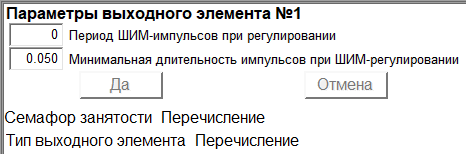 Параметры выходного элемента №1
0 Период ШИМ-импульсов при регулировании
0.050 Минимальная длительность импульсов при ШИМ-регулировании
Да Отмена
Семафор занятости Перечисление
Тип выходного элемента Перечисление